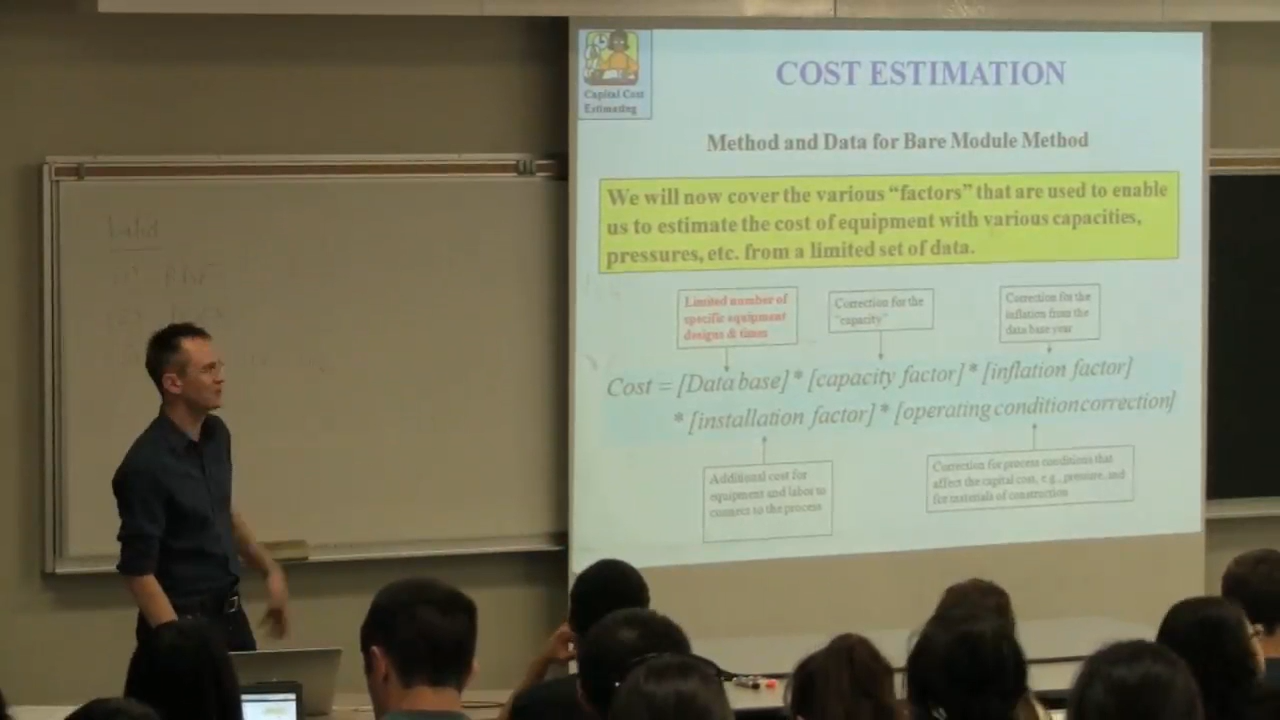 Capital Cost
Estimating
COST ESTIMATION
Method and Data for Bare Module Method
We will now cover the various “factors” that are used to enable
us to estimate the cost of equipment with various capacities,
pressures, etc. from a limited set of data.
Limited number of
specific equipment
designs & times
Correction for the
“capacity”
Correction for the
inflation from the
data base year
Cost = [Data base] * [capacity factor] * [inflation factor]
* [installation factor] * [operating condition correction]
Additional cost for
equipment and labor to
connect to the process
Correction for process conditions that
affect the capital cost, e.g., pressure, and
for materials of construction